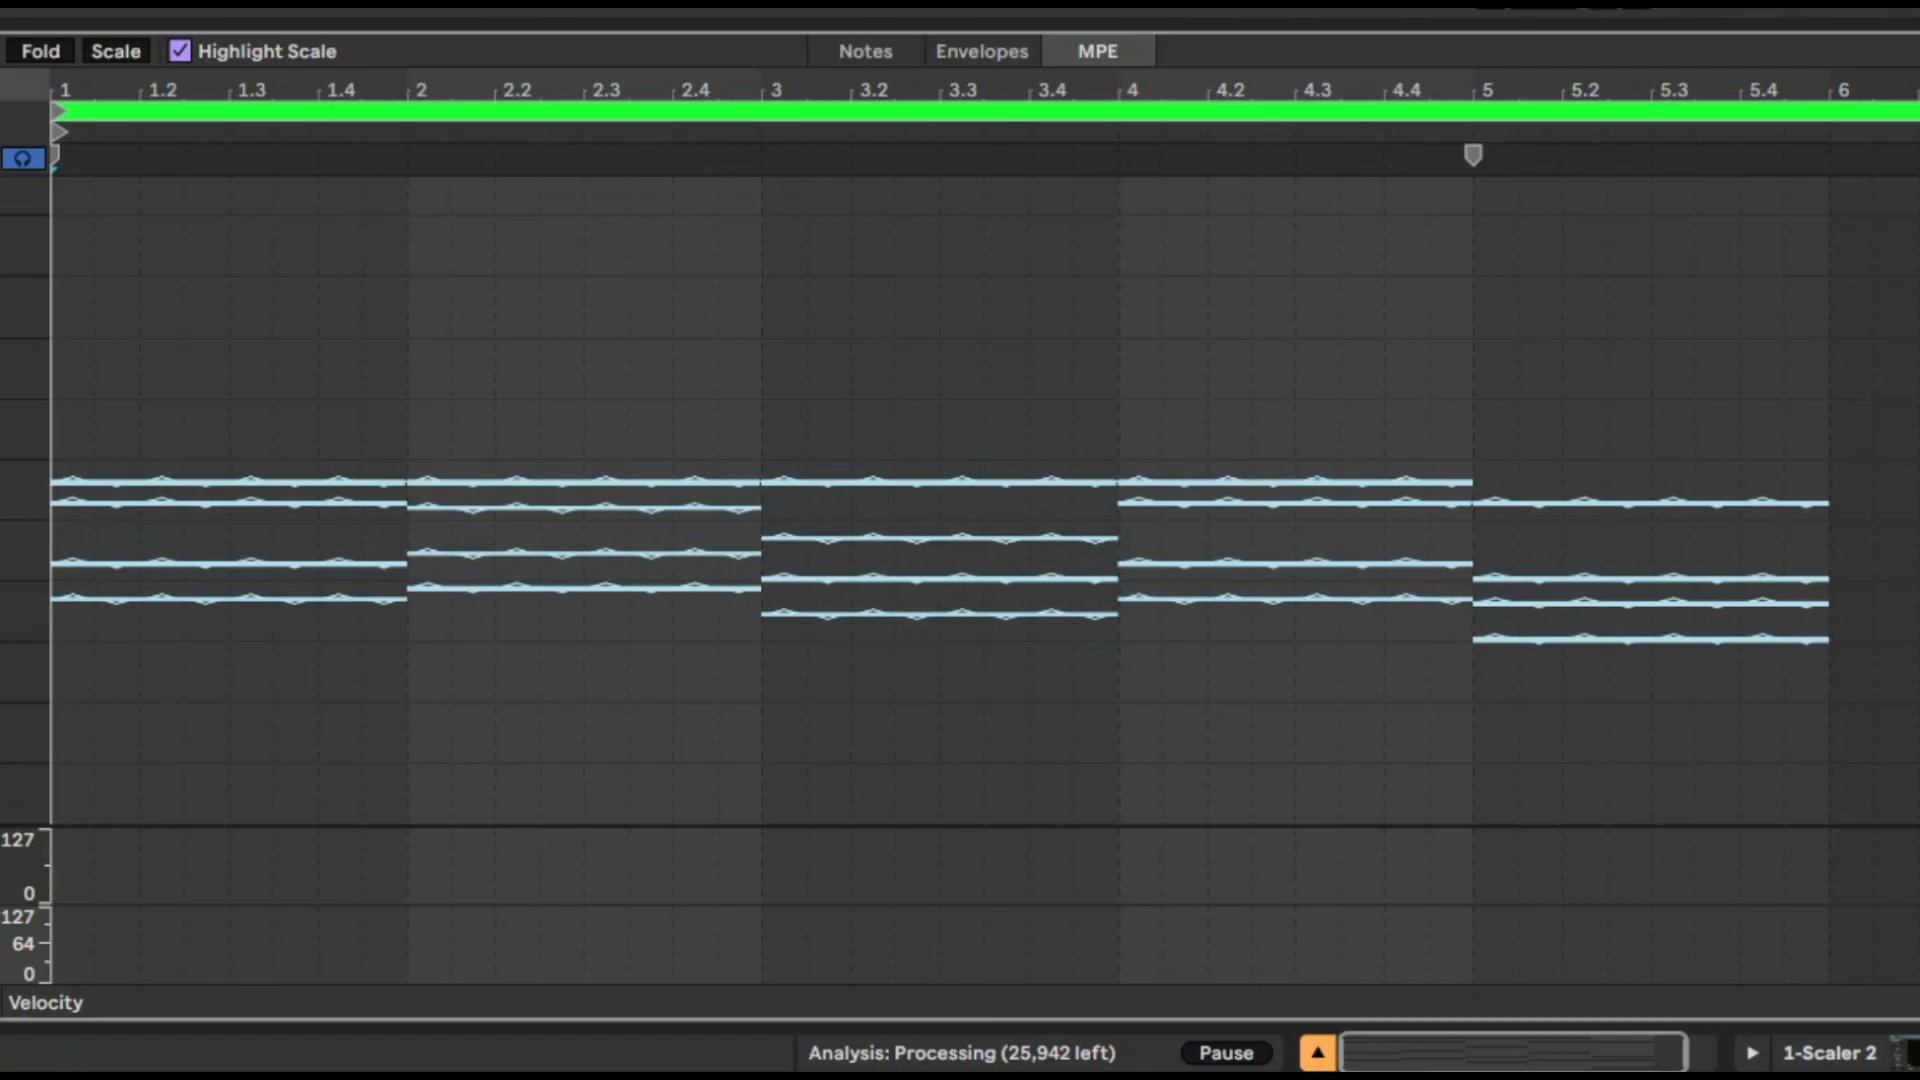 Fold Scale Highlight Scale Notes Envelopes MPE
1 1.2 1.3 1.4 2 2.2 2.3 2.4 3 3.2 3.3 3.4 4 4.2 4.3 4.4 5 5.2 5.3 5.4 6
127
0
127
64
0
Velocity
Analysis: Processing (25,942 left) Pause 1-Scaler 2